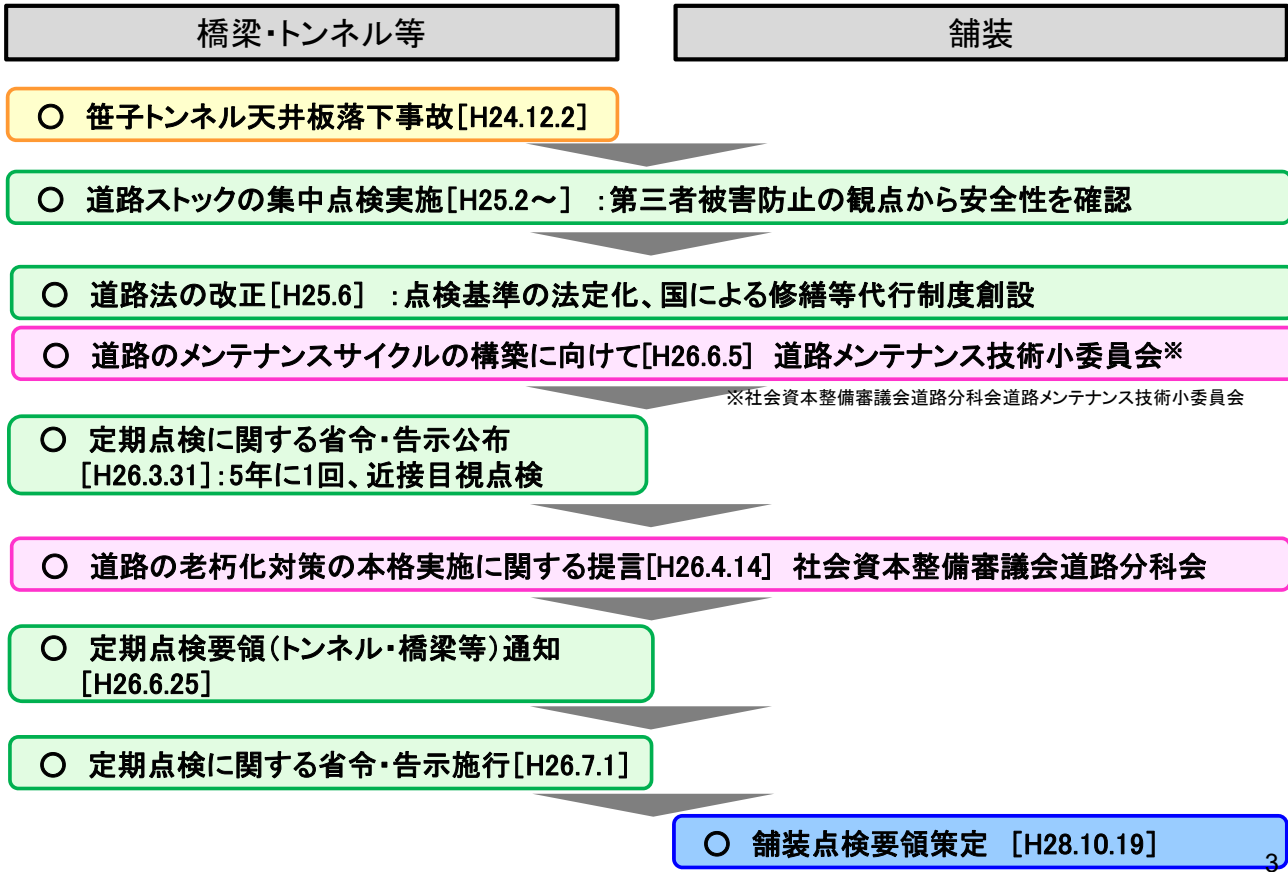 橋梁・トンネル等
舗装
○ 笹子トンネル天井板落下事故[H24.12.2]
○ 道路ストックの集中点検実施[H25.2～] ：第三者被害防止の観点から安全性を確認
○ 道路法の改正[H25.6] ：点検基準の法定化、国による修繕等代行制度創設
○ 道路のメンテナンスサイクルの構築に向けて[H26.6.5] 道路メンテナンス技術小委員会※
※社会資本整備審議会道路分科会道路メンテナンス技術小委員会
○ 定期点検に関する省令・告示公布
[H26.3.31]：5年に1回、近接目視点検
○ 道路の老朽化対策の本格実施に関する提言[H26.4.14] 社会資本整備審議会道路分科会
○ 定期点検要領（トンネル・橋梁等）通知
[H26.6.25]
○ 定期点検に関する省令・告示施行[H26.7.1]
○ 舗装点検要領策定 [H28.10.19]
3